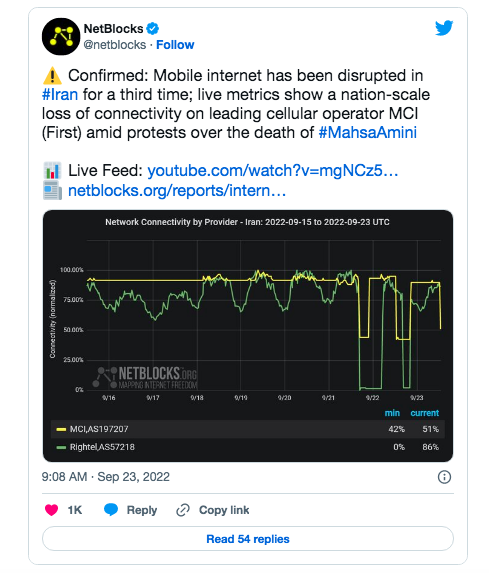 NetBlocks
@netblocks · Follow
⚠️ Confirmed: Mobile internet has been disrupted in
#Iran for a third time; live metrics show a nation-scale
loss of connectivity on leading cellular operator MCI
(First) amid protests over the death of #MahsaAmini
📊 Live Feed: youtube.com/watch?v=mgNCz5…
📰 netblocks.org/reports/intern…
Network Connectivity by Provider - Iran: 2022-09-15 to 2022-09-23 UTC
Connectivity (normalized)
100.00%
75.00%
50.00%
25.00%
0%
NETBLOCKS.ORG
MAPPING INTERNET FREEDOM
9/16 9/17 9/18 9/19 9/20 9/21 9/22 9/23
min current
MCI,AS197207 42% 51%
Rightel,AS57218 0% 86%
9:08 AM · Sep 23, 2022
1K Reply Copy link
Read 54 replies